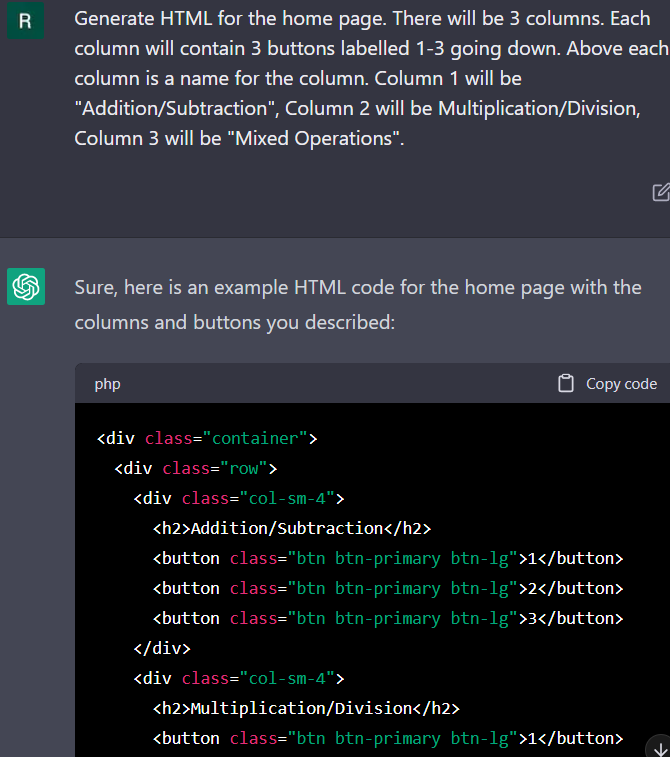 R
Generate HTML for the home page. There will be 3 columns. Each
column will contain 3 buttons labelled 1-3 going down. Above each
column is a name for the column. Column 1 will be
"Addition/Subtraction", Column 2 will be Multiplication/Division,
Column 3 will be "Mixed Operations".
Sure, here is an example HTML code for the home page with the
columns and buttons you described:
php Copy code
<div class="container">
  <div class="row">
    <div class="col-sm-4">
      <h2>Addition/Subtraction</h2>
      <button class="btn btn-primary btn-lg">1</button>
      <button class="btn btn-primary btn-lg">2</button>
      <button class="btn btn-primary btn-lg">3</button>
    </div>
    <div class="col-sm-4">
      <h2>Multiplication/Division</h2>
      <button class="btn btn-primary btn-lg">1</button>